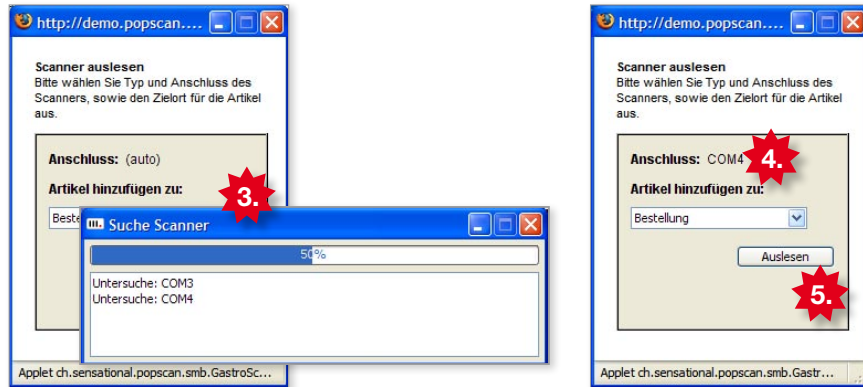 http://demo.popscan....
Scanner auslesen
Bitte wählen Sie Typ und Anschluss des
Scanners, sowie den Zielort für die Artikel
aus.
Anschluss: (auto)
Artikel hinzufügen zu:
3.
Beste
Suche Scanner
50%
Untersuche: COM3
Untersuche: COM4
Applet ch.sensational.popscan.smb.GastroSc...
http://demo.popscan....
Scanner auslesen
Bitte wählen Sie Typ und Anschluss des
Scanners, sowie den Zielort für die Artikel
aus.
Anschluss: COM4
4.
Artikel hinzufügen zu:
Bestellung
Auslesen
5.
Applet ch.sensational.popscan.smb.Gastr...